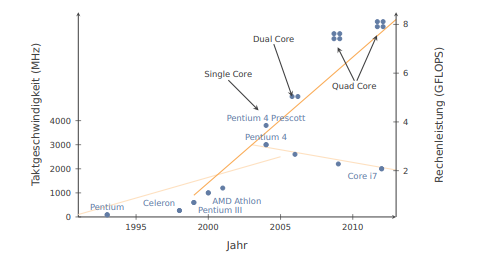 8
Dual Core
6
Single Core
Quad Core
Taktgeschwindigkeit (MHz)
Rechenleistung (GFLOPS)
Pentium 4 Prescott
4000
4
Pentium 4
3000
2000
2
Core i7
1000
AMD Athlon
Celeron
Pentium
Pentium III
0
1995
2000
2005
2010
Jahr